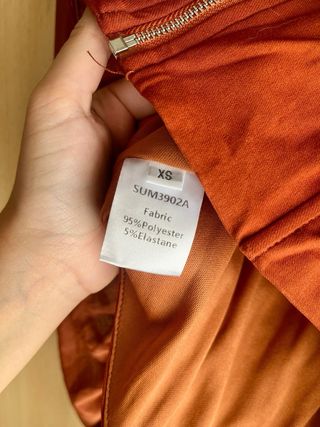 XS
SUM3902A
Fabric
95%Polyester
5%Elastane